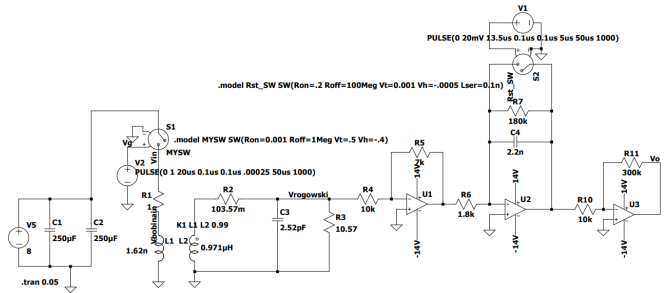 V1
PULSE(0 20mV 13.5us 0.1us 0.1us 5us 50us 1000)
S2
Rst_SW
.model Rst_SW SW(Ron=.2 Roff=100Meg Vt=0.001 Vh=-.0005 Lser=0.1n)
R7
180k
C4
2.2n
S1
.model MYSW SW(Ron=0.001 Roff=1Meg Vt=.5 Vh=-.4)
MYSW
Vg
Vin
V2
PULSE(0 1 20us 0.1us 0.1us .00025 50us 1000)
R5
-14V
U1
14V
R11
300k
Vo
-14V
U2
-14V
-14V
U3
-14V
R1
1
R2
103.57m
Vrogowski
R4
10k
R6
1.8k
R10
10k
V5
8
C1
250µF
C2
250µF
Vbobinain
L1
1.62n
K1 L1 L2 0.99
L2
0.971µH
C3
2.52pF
R3
10.57
.tran 0.05